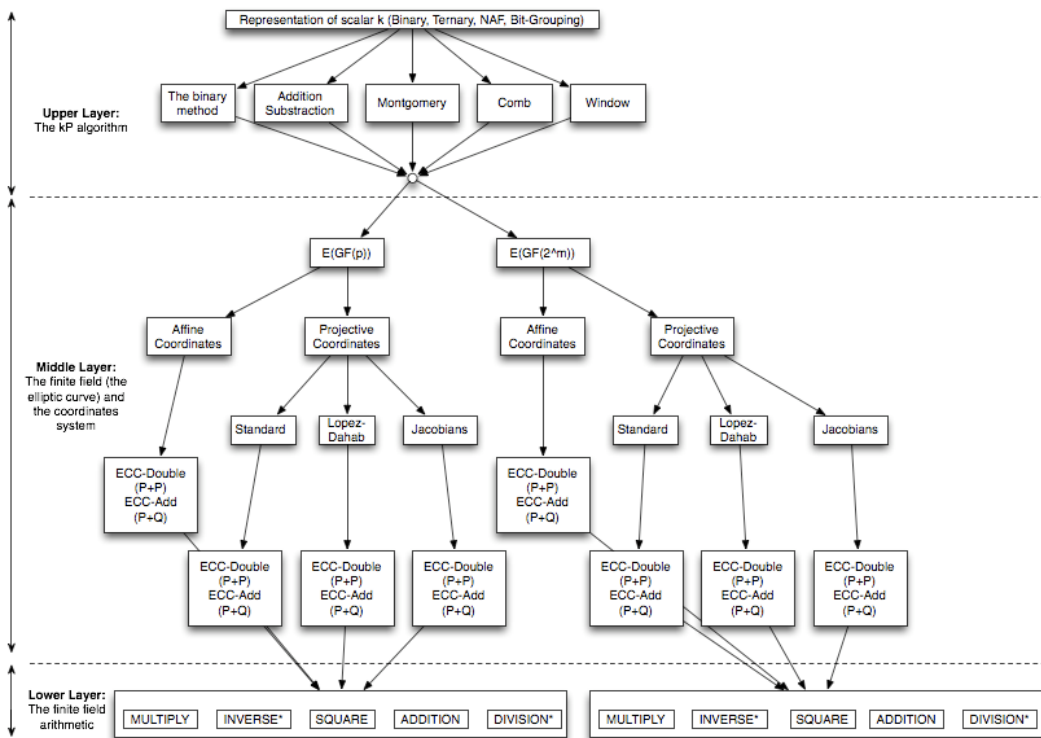 Representation of scalar k (Binary, Ternary, NAF, Bit-Grouping)
The binary
method
Addition
Substraction
Montgomery
Comb
Window
Upper Layer:
The kP algorithm
E(GF(p))
E(GF(2^m))
Affine
Coordinates
Projective
Coordinates
Affine
Coordinates
Projective
Coordinates
Middle Layer:
The finite field (the
elliptic curve) and
the coordinates
system
Standard
Lopez-
Dahab
Jacobians
Standard
Lopez-
Dahab
Jacobians
ECC-Double
(P+P)
ECC-Add
(P+Q)
ECC-Double
(P+P)
ECC-Add
(P+Q)
ECC-Double
(P+P)
ECC-Add
(P+Q)
ECC-Double
(P+P)
ECC-Add
(P+Q)
ECC-Double
(P+P)
ECC-Add
(P+Q)
ECC-Double
(P+P)
ECC-Add
(P+Q)
ECC-Double
(P+P)
ECC-Add
(P+Q)
ECC-Double
(P+P)
ECC-Add
(P+Q)
Lower Layer:
The finite field
arithmetic
MULTIPLY
INVERSE*
SQUARE
ADDITION
DIVISION*
MULTIPLY
INVERSE*
SQUARE
ADDITION
DIVISION*